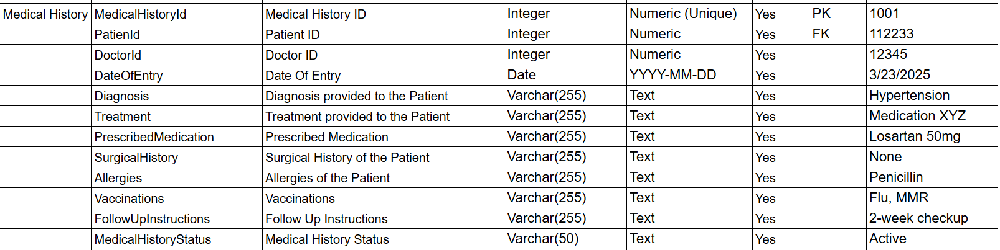 Medical History MedicalHistoryId Medical History ID Integer Numeric (Unique) Yes PK 1001
PatienId Patient ID Integer Numeric Yes FK 112233
DoctorId Doctor ID Integer Numeric Yes 12345
DateOfEntry Date Of Entry Date YYYY-MM-DD Yes 3/23/2025
Diagnosis Diagnosis provided to the Patient Varchar(255) Text Yes Hypertension
Treatment Treatment provided to the Patient Varchar(255) Text Yes Medication XYZ
PrescribedMedication Prescribed Medication Varchar(255) Text Yes Losartan 50mg
SurgicalHistory Surgical History of the Patient Varchar(255) Text Yes None
Allergies Allergies of the Patient Varchar(255) Text Yes Penicillin
Vaccinations Vaccinations Varchar(255) Text Yes Flu, MMR
FollowUpInstructions Follow Up Instructions Varchar(255) Text Yes 2-week checkup
MedicalHistoryStatus Medical History Status Varchar(50) Text Yes Active